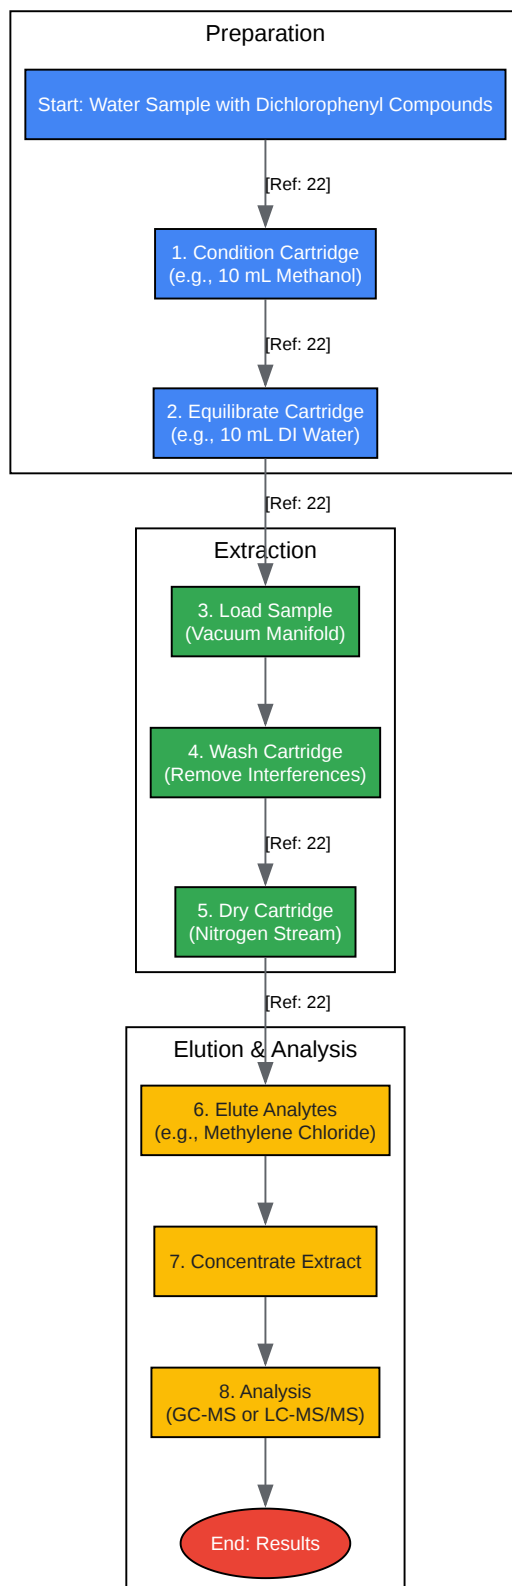 Preparation
Start: Water Sample with Dichlorophenyl Compounds
[Ref: 22]
1. Condition Cartridge
(e.g., 10 mL Methanol)
[Ref: 22]
2. Equilibrate Cartridge
(e.g., 10 mL DI Water)
[Ref: 22]
Extraction
3. Load Sample
(Vacuum Manifold)
4. Wash Cartridge
(Remove Interferences)
[Ref: 22]
5. Dry Cartridge
(Nitrogen Stream)
[Ref: 22]
Elution & Analysis
6. Elute Analytes
(e.g., Methylene Chloride)
7. Concentrate Extract
8. Analysis
(GC-MS or LC-MS/MS)
End: Results